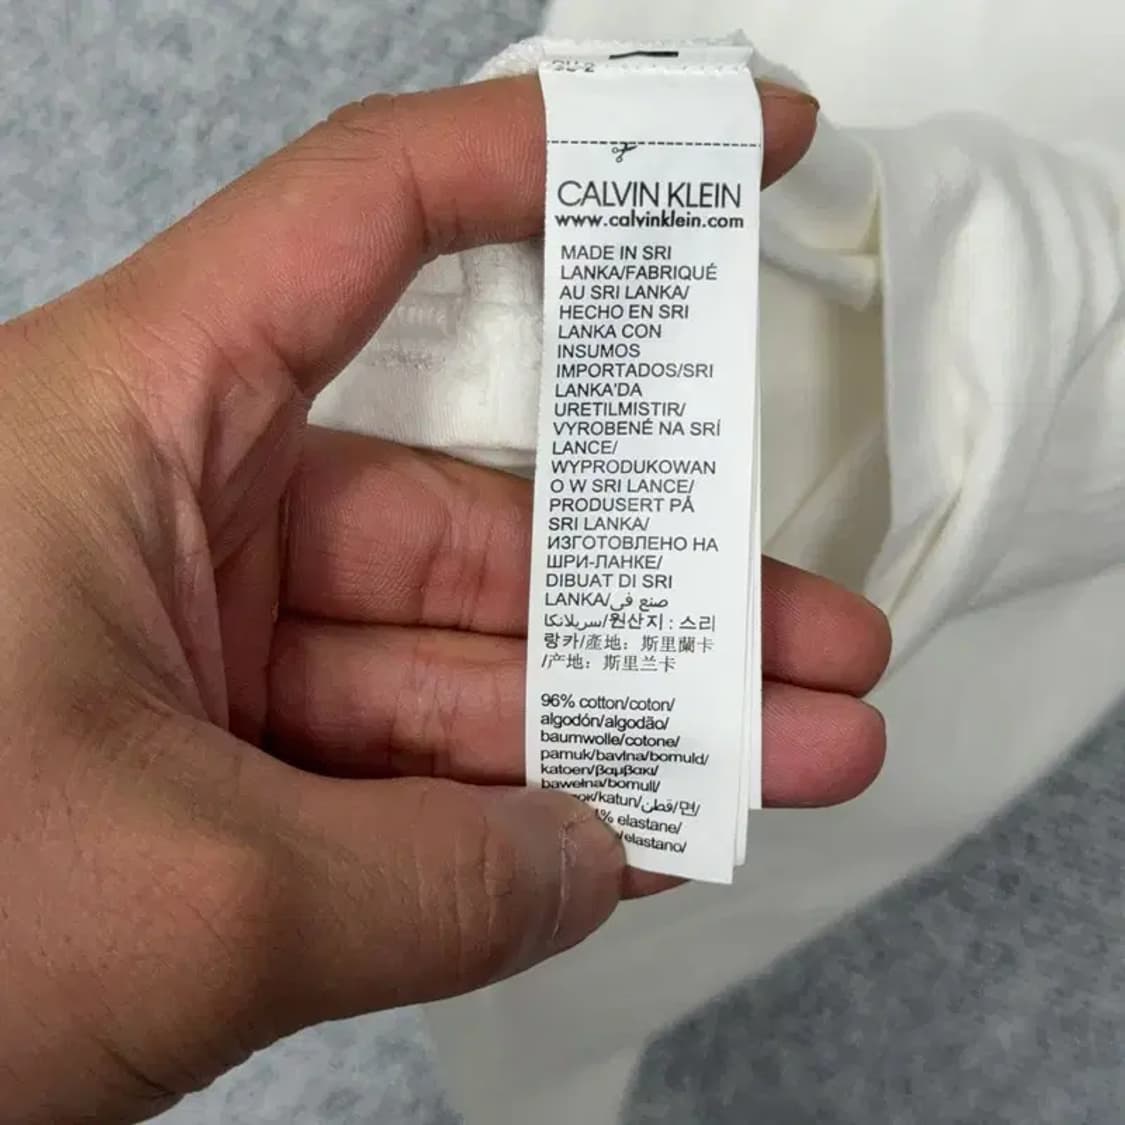 CALVIN KLEIN
www.calvinklein.com
MADE IN SRI
LANKA/FABRIQUÉ
AU SRI LANKA/
HECHO EN SRI
LANKA CON
INSUMOS
IMPORTADOS/SRI
LANKA'DA
URETILMISTIR/
VYROBENÉ NA SRÍ
LANCE/
WYPRODUKOWAN
O W SRI LANCE/
PRODUSERT PÅ
SRI LANKA/
ИЗГОТОВЛЕНО НА
ШРИ-ЛАНКЕ/
DIBUAT DI SRI
LANKA/صنع في
سريلانكا/원산지 : 스리
랑카/產地：斯里蘭卡
/产地：斯里兰卡
96% cotton/coton/
algodón/algodão/
baumwolle/cotone/
pamuk/bavlna/bomuld/
katoen/βαμβακι/
bawełna/bomull/
/katun/قطن/면/
% elastane/
/elastano/